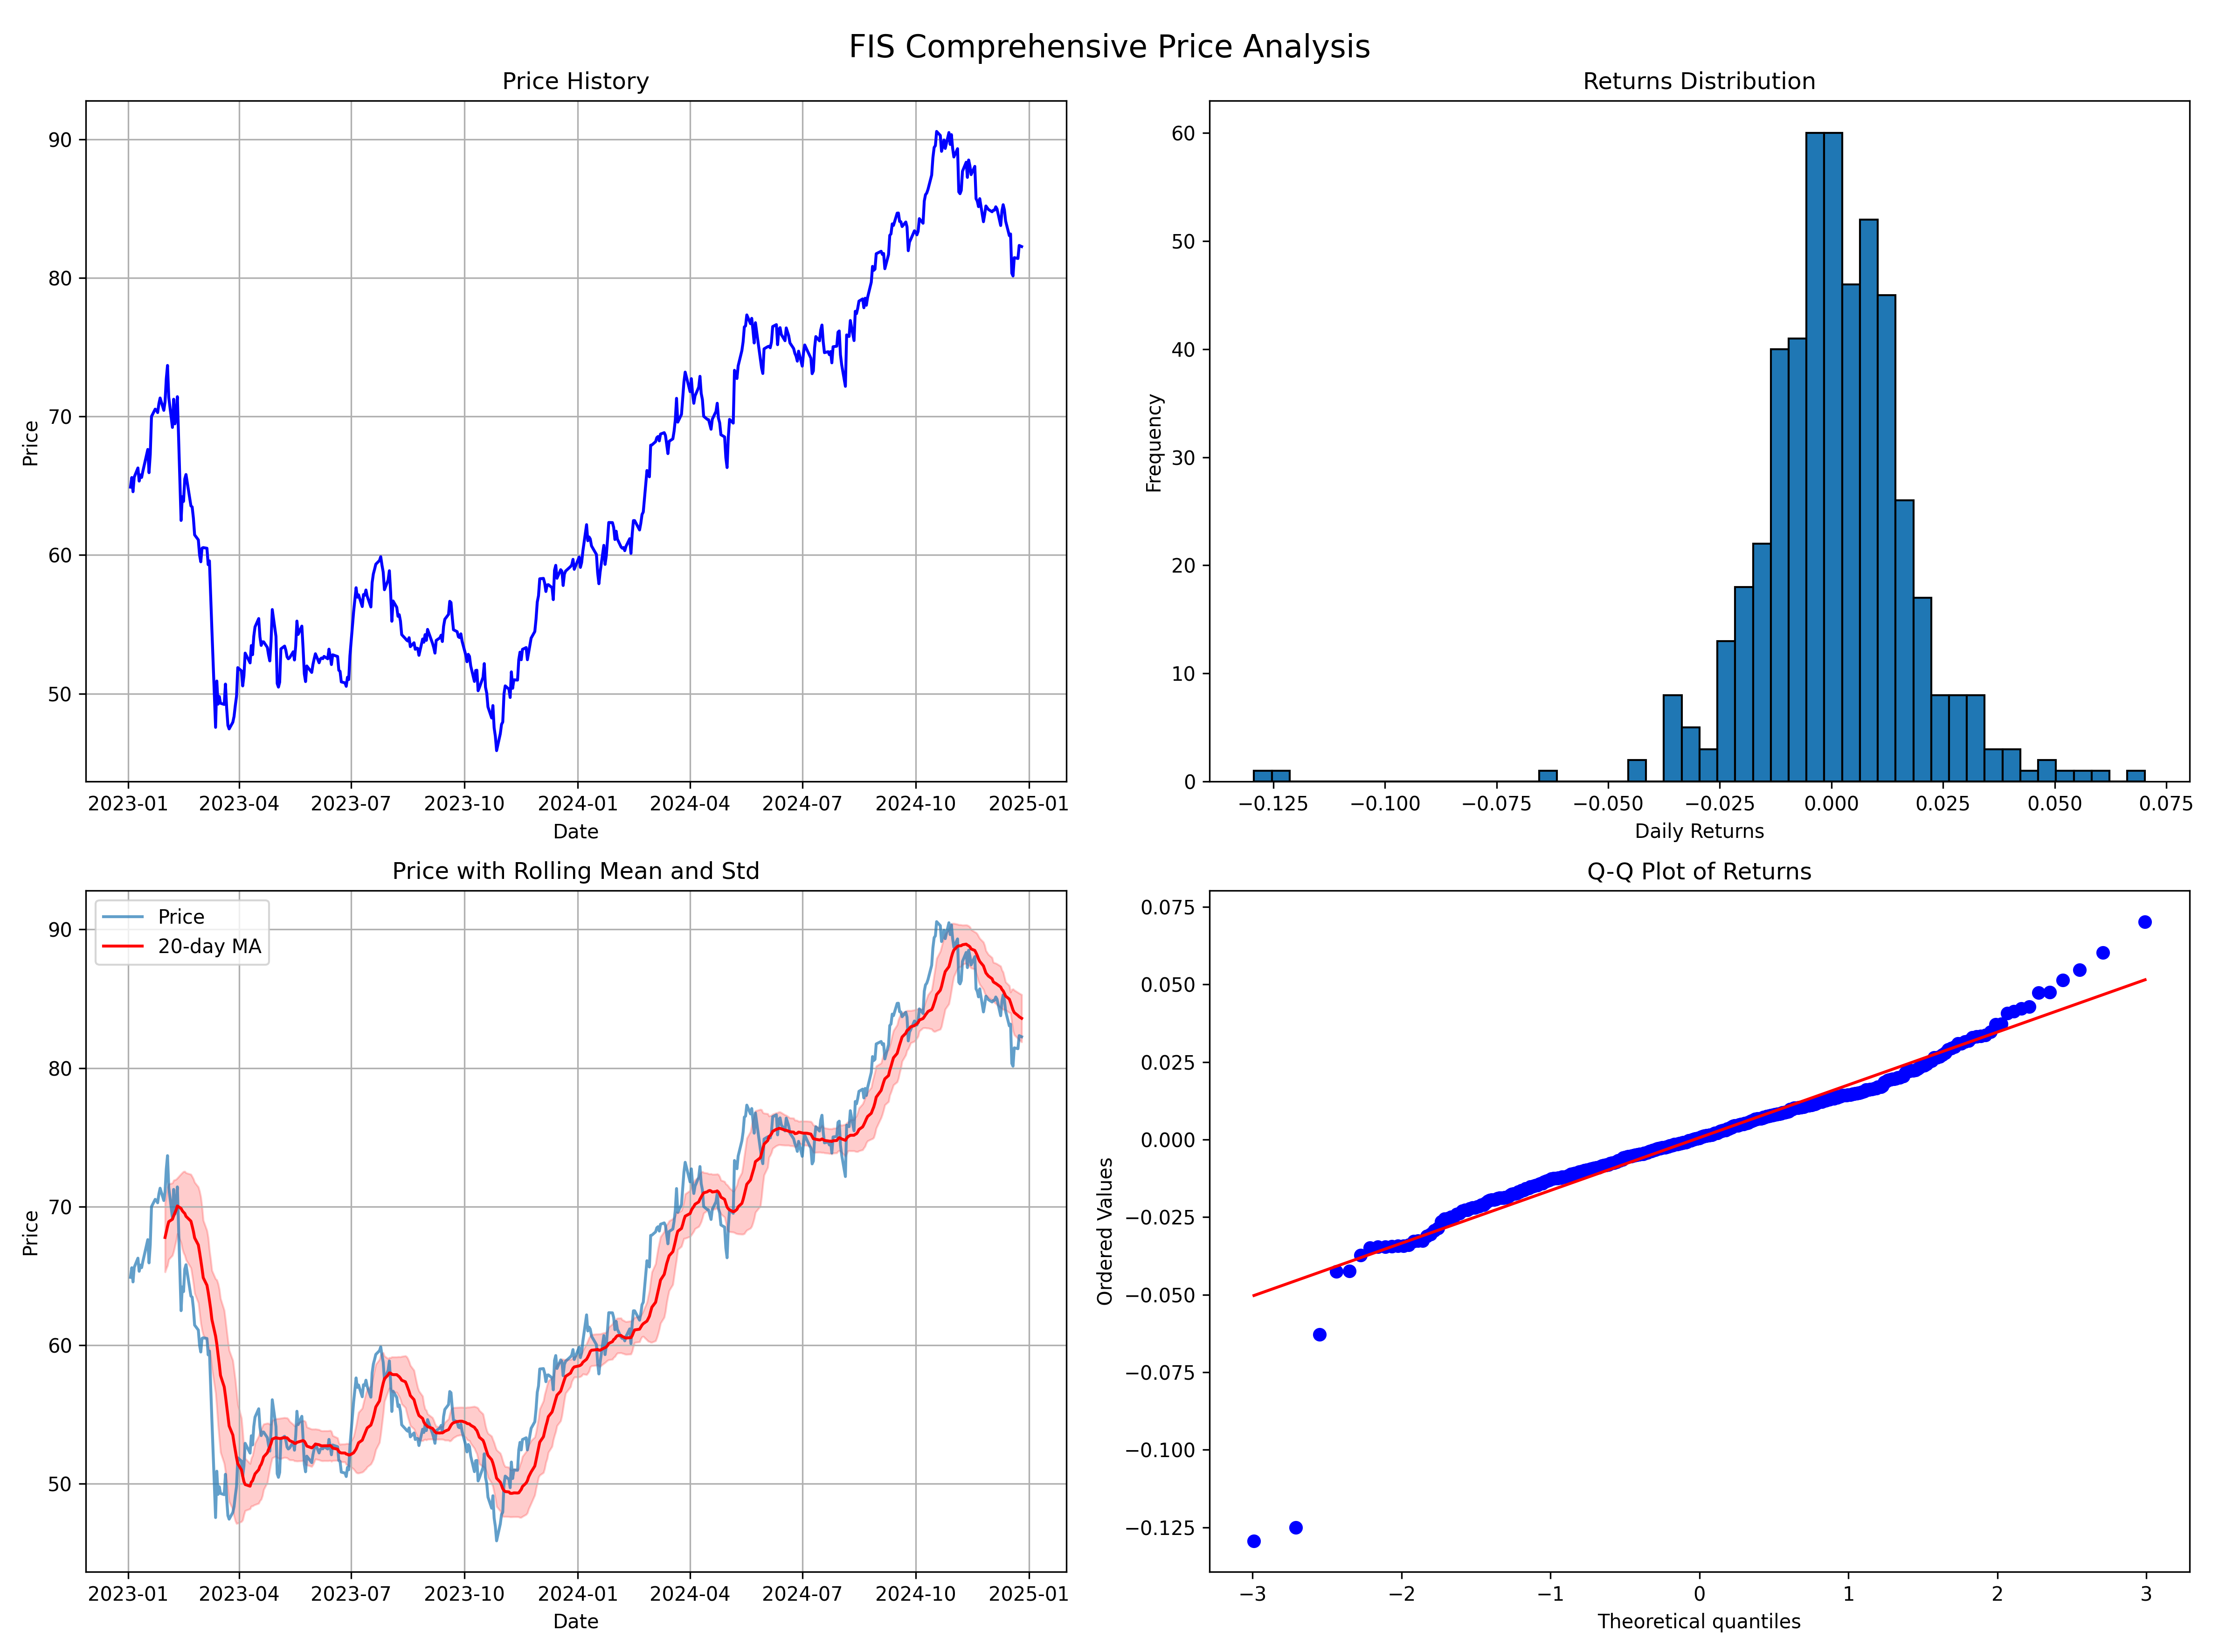 FIS Comprehensive Price Analysis
Price History
90
80
70
60
50
Price
2023-01 2023-04 2023-07 2023-10 2024-01 2024-04 2024-07 2024-10 2025-01
Date
Returns Distribution
60
50
40
30
20
10
0
Frequency
−0.125 −0.100 −0.075 −0.050 −0.025 0.000 0.025 0.050 0.075
Daily Returns
Price with Rolling Mean and Std
Price
20-day MA
90
80
70
60
50
Price
2023-01 2023-04 2023-07 2023-10 2024-01 2024-04 2024-07 2024-10 2025-01
Date
Q-Q Plot of Returns
0.075
0.050
0.025
0.000
−0.025
−0.050
−0.075
−0.100
−0.125
Ordered Values
−3 −2 −1 0 1 2 3
Theoretical quantiles